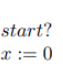 start?
x := 0